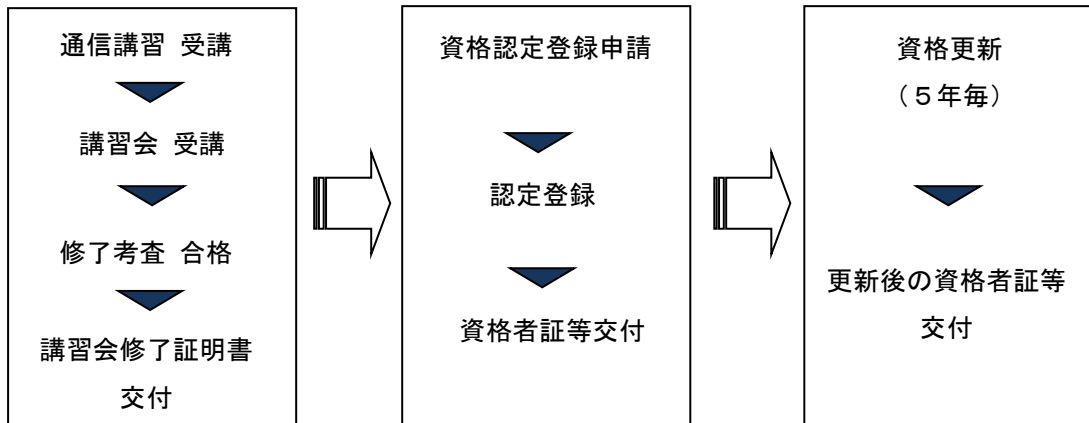 通信講習 受講
講習会 受講
修了考査 合格
講習会修了証明書
交付
資格認定登録申請
認定登録
資格者証等交付
資格更新
（５年毎）
更新後の資格者証等
交付